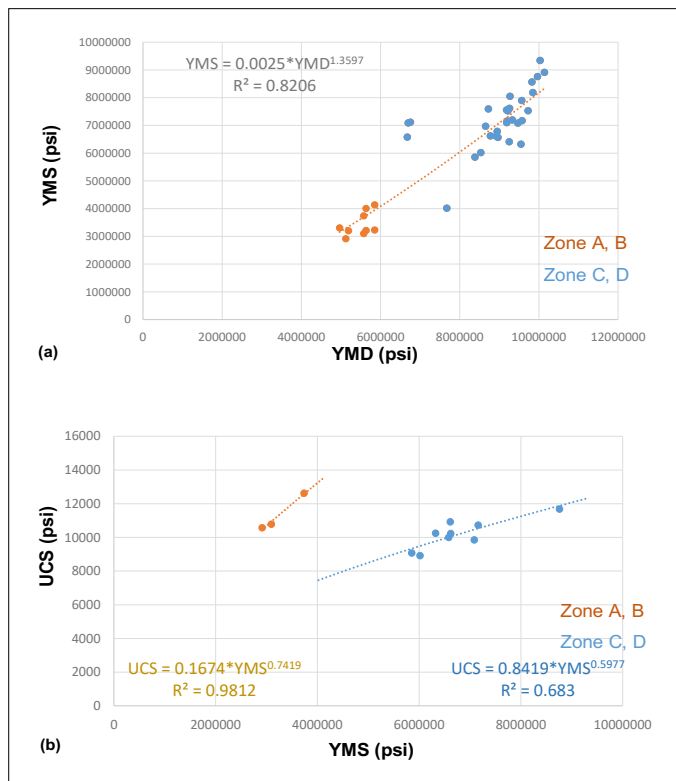 10000000
9000000
8000000
7000000
6000000
5000000
4000000
3000000
2000000
1000000
0
YMS (psi)
YMS = 0.0025*YMD^1.3597
R² = 0.8206
Zone A, B
Zone C, D
0 2000000 4000000 6000000 8000000 10000000 12000000
(a)
YMD (psi)
16000
14000
12000
10000
8000
6000
4000
2000
0
UCS (psi)
Zone A, B
Zone C, D
UCS = 0.1674*YMS^0.7419
R² = 0.9812
UCS = 0.8419*YMS^0.5977
R² = 0.683
0 2000000 4000000 6000000 8000000 10000000
(b)
YMS (psi)